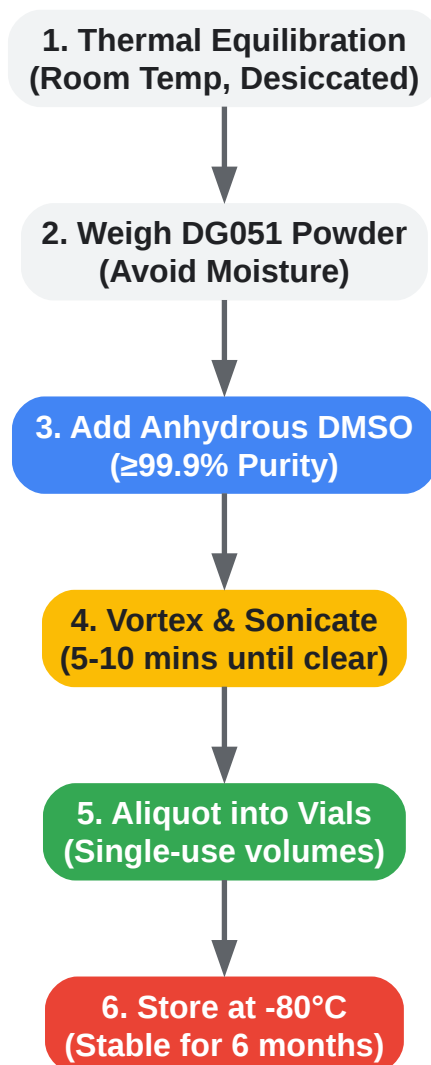 1. Thermal Equilibration
(Room Temp, Desiccated)
2. Weigh DG051 Powder
(Avoid Moisture)
3. Add Anhydrous DMSO
(≥99.9% Purity)
4. Vortex & Sonicate
(5-10 mins until clear)
5. Aliquot into Vials
(Single-use volumes)
6. Store at -80°C
(Stable for 6 months)